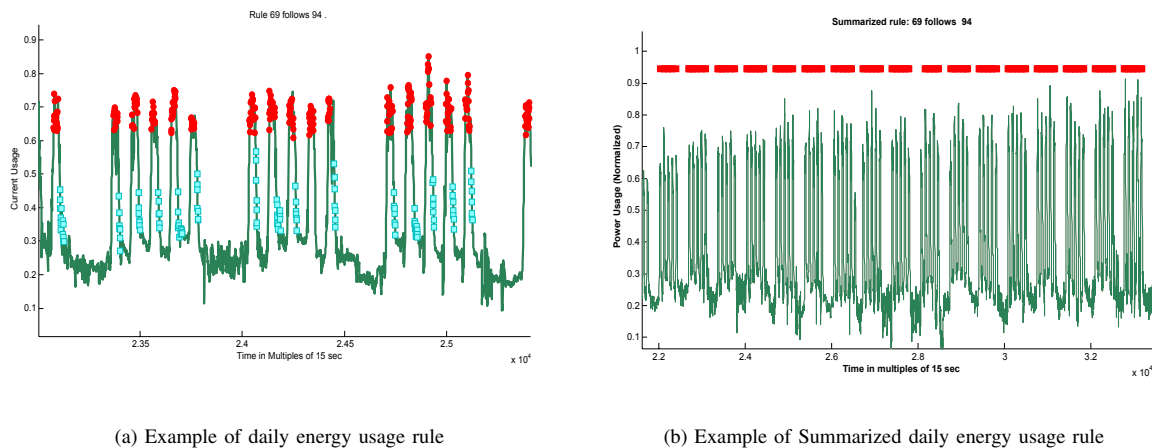 Rule 69 follows 94 .
0.9
0.8
0.7
0.6
0.5
0.4
0.3
0.2
0.1
Current Usage
2.35
2.4
2.45
2.5
Time in Multiples of 15 sec
x 10⁴
(a) Example of daily energy usage rule
Summarized rule: 69 follows 94
1
0.9
0.8
0.7
0.6
0.5
0.4
0.3
0.2
0.1
Power Usage (Normalized)
2.2
2.4
2.6
2.8
3
3.2
Time in multiples of 15 sec
x 10⁴
(b) Example of Summarized daily energy usage rule